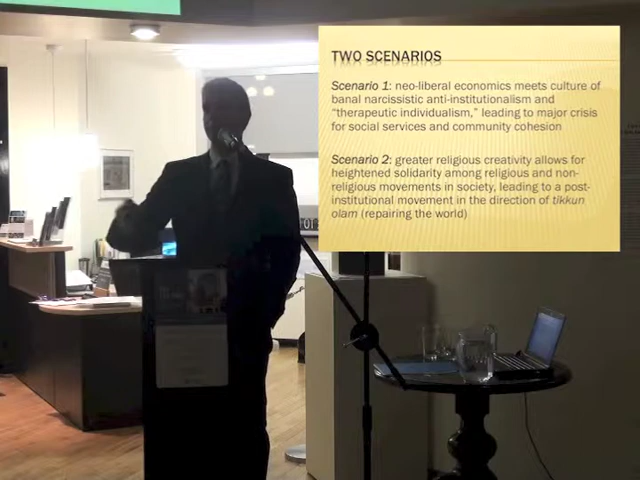 TWO SCENARIOS
Scenario 1: neo-liberal economics meets culture of
banal narcissistic anti-institutionalism and
“therapeutic individualism,” leading to major crisis
for social services and community cohesion
Scenario 2: greater religious creativity allows for
heightened solidarity among religious and non-
religious movements in society, leading to a post-
institutional movement in the direction of tikkun
olam (repairing the world)